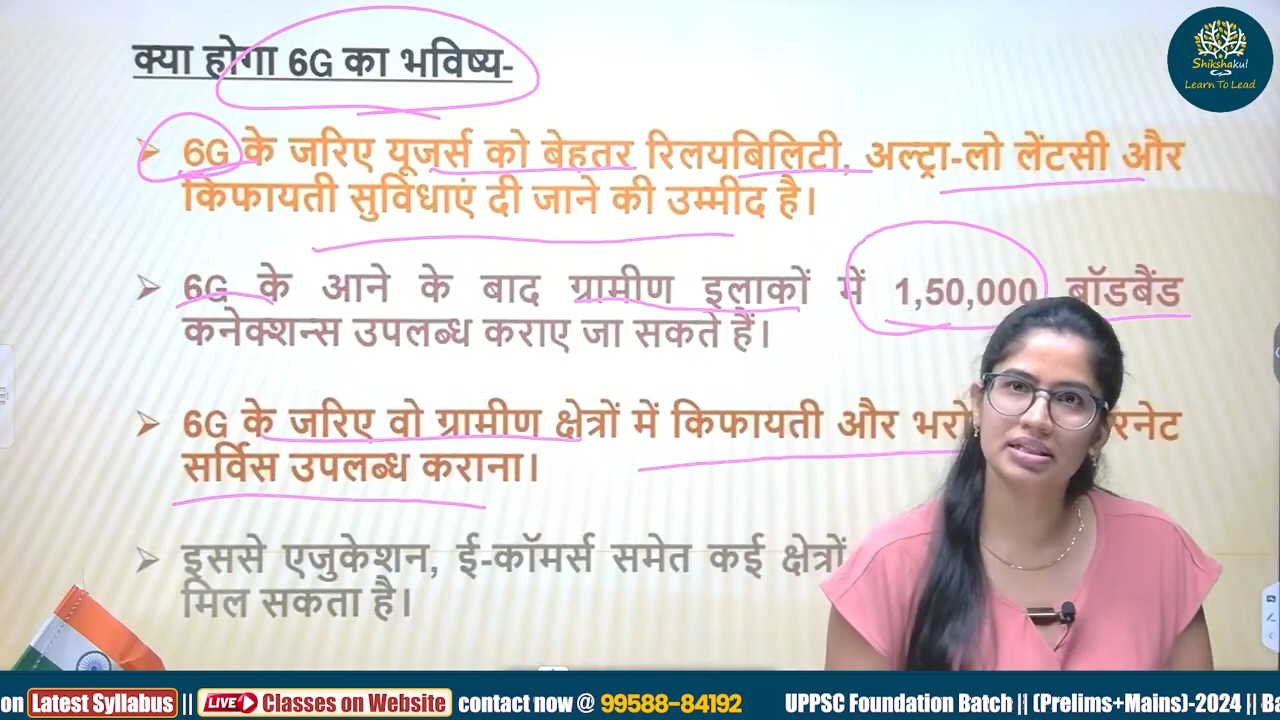 क्या होगा 6G का भविष्य-
Shikshakul
Learn To Lead
➢ 6G के जरिए यूजर्स को बेहतर रिलयबिलिटी, अल्ट्रा-लो लेंटसी और
किफायती सुविधाएं दी जाने की उम्मीद है।
➢ 6G के आने के बाद ग्रामीण इलाकों में 1,50,000 बॉडबैंड
कनेक्शन्स उपलब्ध कराए जा सकते हैं।
➢ 6G के जरिए वो ग्रामीण क्षेत्रों में किफायती और
सर्विस उपलब्ध कराना।
➢ इससे एजुकेशन, ई-कॉमर्स समेत कई क्षेत्रों
मिल सकता है।
on Latest Syllabus || LIVE Classes on Website contact now @ 99588-84192 UPPSC Foundation Batch || (Prelims+Mains)-2024 ||